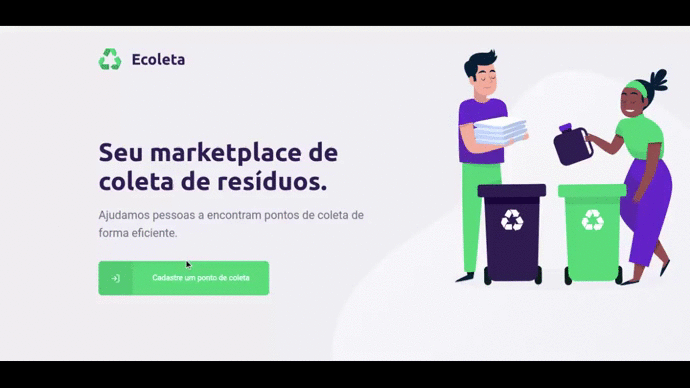 Ecoleta
Seu marketplace de
coleta de resíduos.
Ajudamos pessoas a encontram pontos de coleta de
forma eficiente.
Cadastre um ponto de coleta